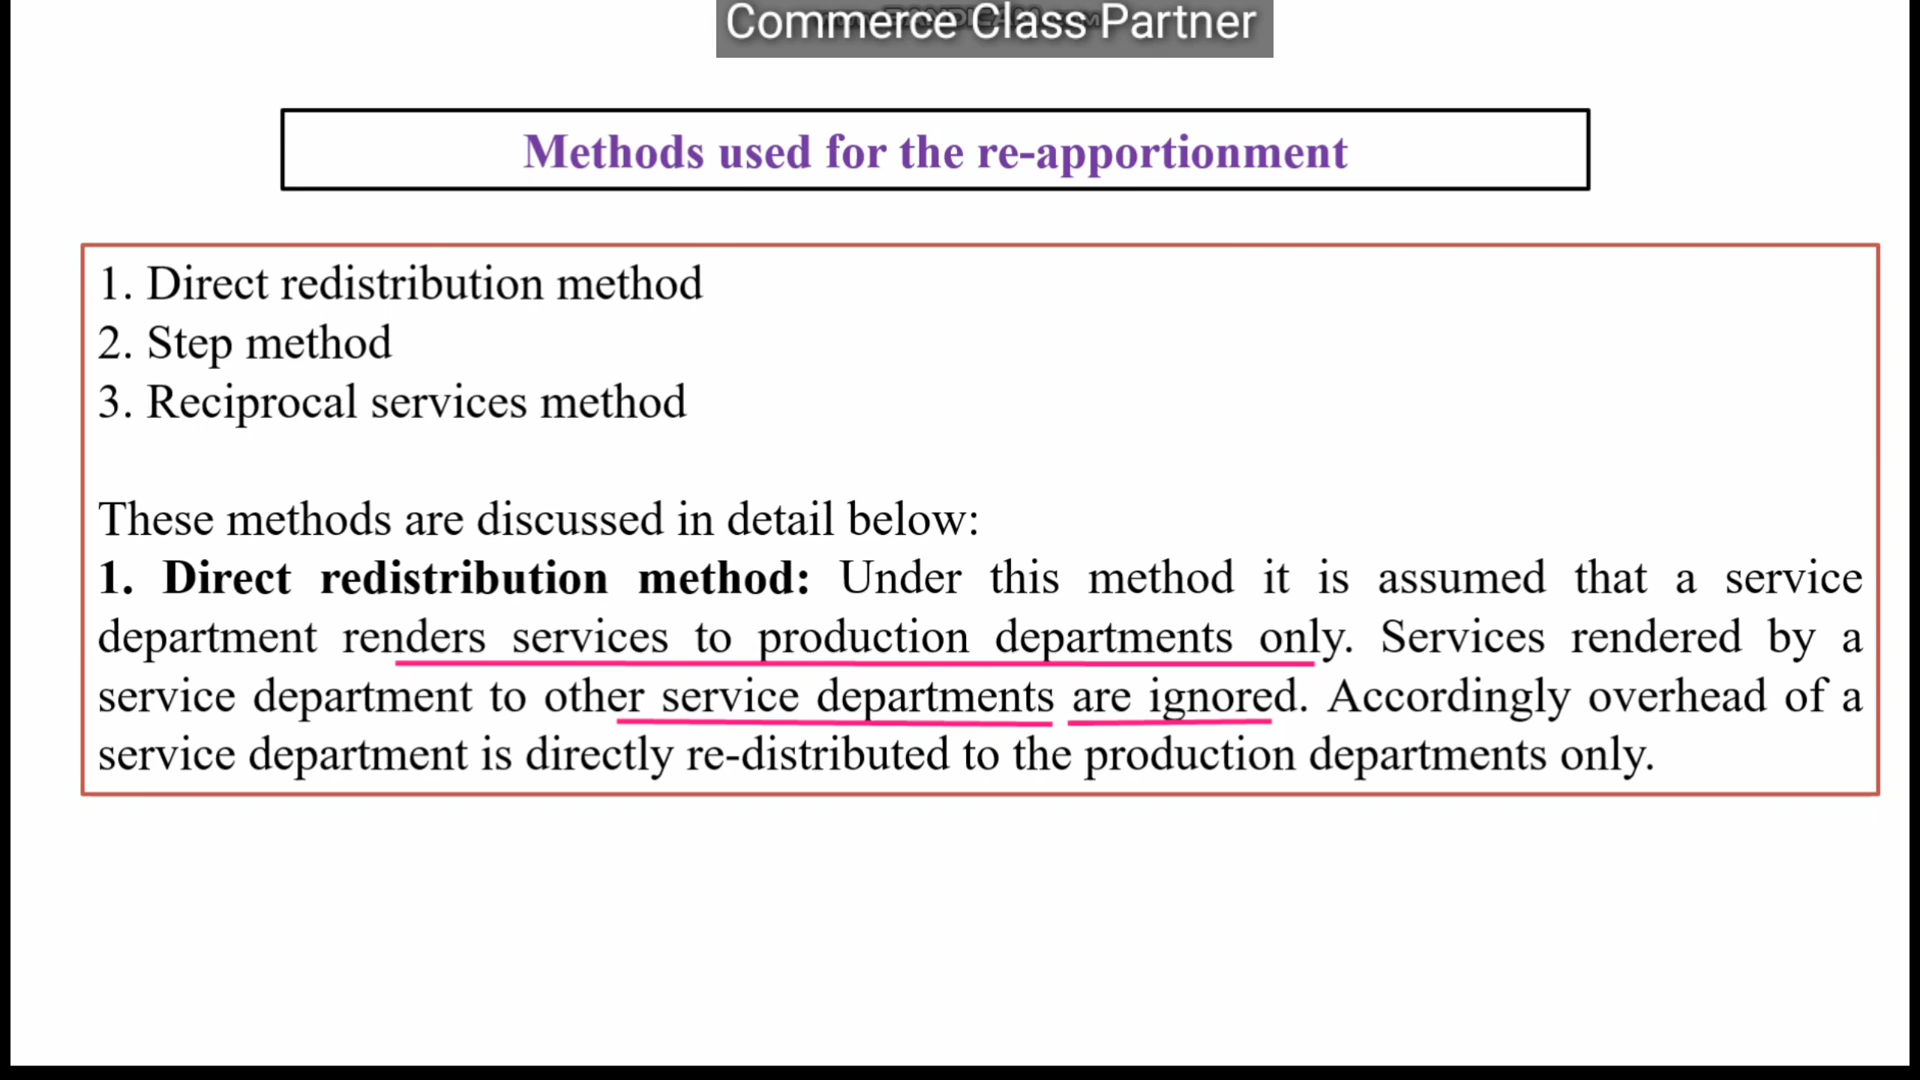 Commerce Class Partner
Methods used for the re-apportionment
1. Direct redistribution method
2. Step method
3. Reciprocal services method
These methods are discussed in detail below:
1. Direct redistribution method: Under this method it is assumed that a service
department renders services to production departments only. Services rendered by a
service department to other service departments are ignored. Accordingly overhead of a
service department is directly re-distributed to the production departments only.